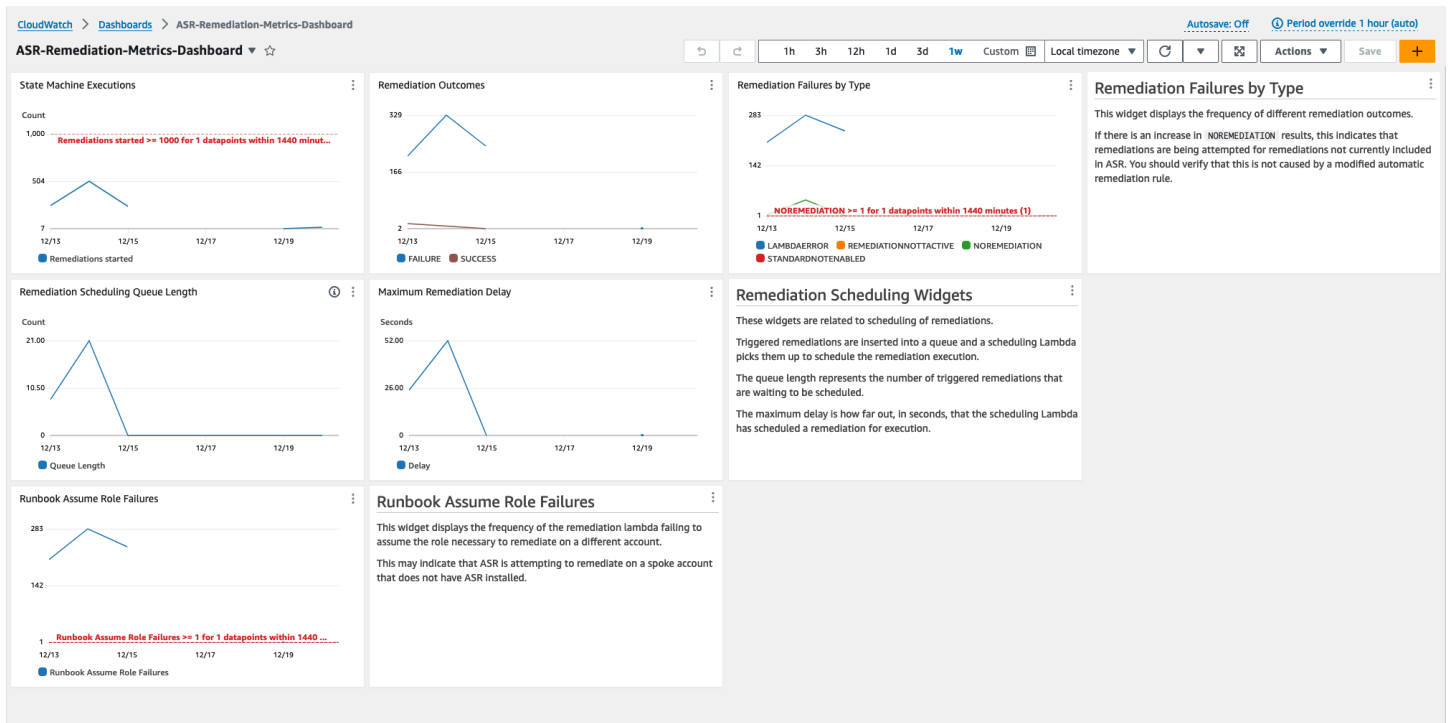 CloudWatch > Dashboards > ASR-Remediation-Metrics-Dashboard
Autosave: Off
Period override 1 hour (auto)
ASR-Remediation-Metrics-Dashboard
1h 3h 12h 1d 3d 1w Custom
Local timezone
Actions
Save
State Machine Executions
Count
1,000
Remediations started >= 1000 for 1 datapoints within 1440 minut...
504
7
12/13 12/15 12/17 12/19
Remediations started
Remediation Outcomes
329
166
2
12/13 12/15 12/17 12/19
FAILURE SUCCESS
Remediation Failures by Type
283
142
NOREMEDIATION >= 1 for 1 datapoints within 1440 minutes (1)
1
12/13 12/15 12/17 12/19
LAMBDAERROR REMEDIATIONNOTTACTIVE NOREMEDIATION
STANDARDNOTENABLED
Remediation Failures by Type
This widget displays the frequency of different remediation outcomes.
If there is an increase in NOREMEDIATION results, this indicates that
remediations are being attempted for remediations not currently included
in ASR. You should verify that this is not caused by a modified automatic
remediation rule.
Remediation Scheduling Queue Length
Count
21.00
10.50
0
12/13 12/15 12/17 12/19
Queue Length
Maximum Remediation Delay
Seconds
52.00
26.00
0
12/13 12/15 12/17 12/19
Delay
Remediation Scheduling Widgets
These widgets are related to scheduling of remediations.
Triggered remediations are inserted into a queue and a scheduling Lambda
picks them up to schedule the remediation execution.
The queue length represents the number of triggered remediations that
are waiting to be scheduled.
The maximum delay is how far out, in seconds, that the scheduling Lambda
has scheduled a remediation for execution.
Runbook Assume Role Failures
283
142
1
Runbook Assume Role Failures >= 1 for 1 datapoints within 1440 ...
12/13 12/15 12/17 12/19
Runbook Assume Role Failures
Runbook Assume Role Failures
This widget displays the frequency of the remediation lambda failing to
assume the role necessary to remediate on a different account.
This may indicate that ASR is attempting to remediate on a spoke account
that does not have ASR installed.